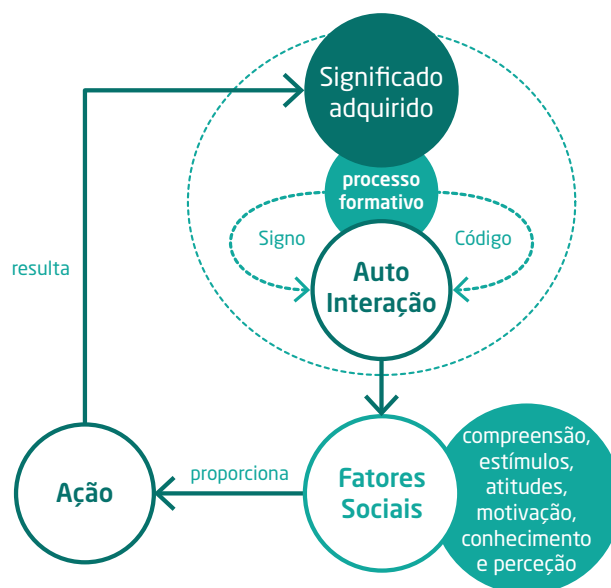 Significado
adquirido
processo
formativo
Signo
Código
Auto
Interação
resulta
Fatores
Sociais
compreensão,
estímulos,
atitudes,
motivação,
conhecimento
e perceção
proporciona
Ação